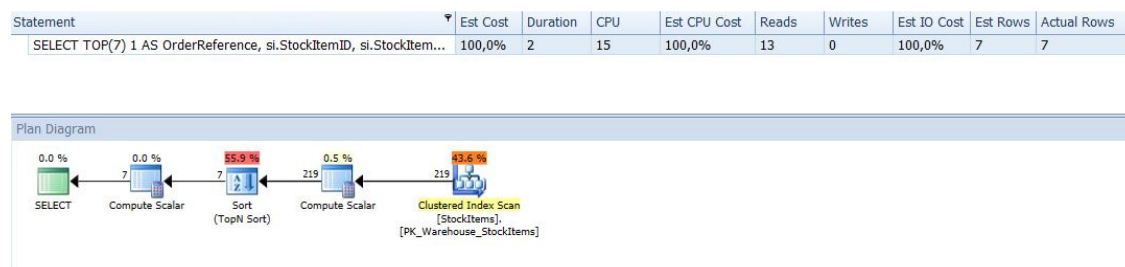 Statement Est Cost Duration CPU Est CPU Cost Reads Writes Est IO Cost Est Rows Actual Rows
SELECT TOP(7) 1 AS OrderReference, si.StockItemID, si.StockItem... 100,0% 2 15 100,0% 13 0 100,0% 7 7
Plan Diagram
0.0 % 0.0 % 55.9 % 0.5 % 43.6 %
7 7 219 219
SELECT Compute Scalar Sort Compute Scalar Clustered Index Scan
(TopN Sort) [StockItems].
[PK_Warehouse_StockItems]